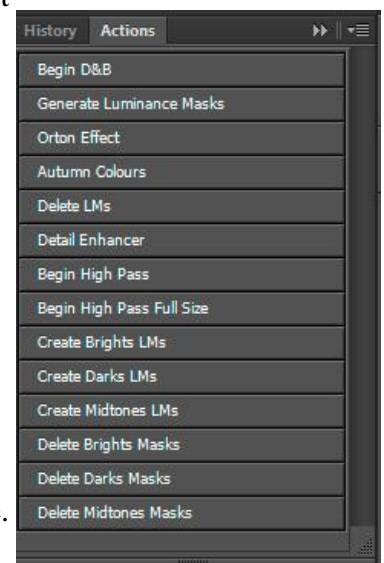 History Actions
Begin D&B
Generate Luminance Masks
Orton Effect
Autumn Colours
Delete LMs
Detail Enhancer
Begin High Pass
Begin High Pass Full Size
Create Brights LMs
Create Darks LMs
Create Midtones LMs
Delete Brights Masks
Delete Darks Masks
Delete Midtones Masks